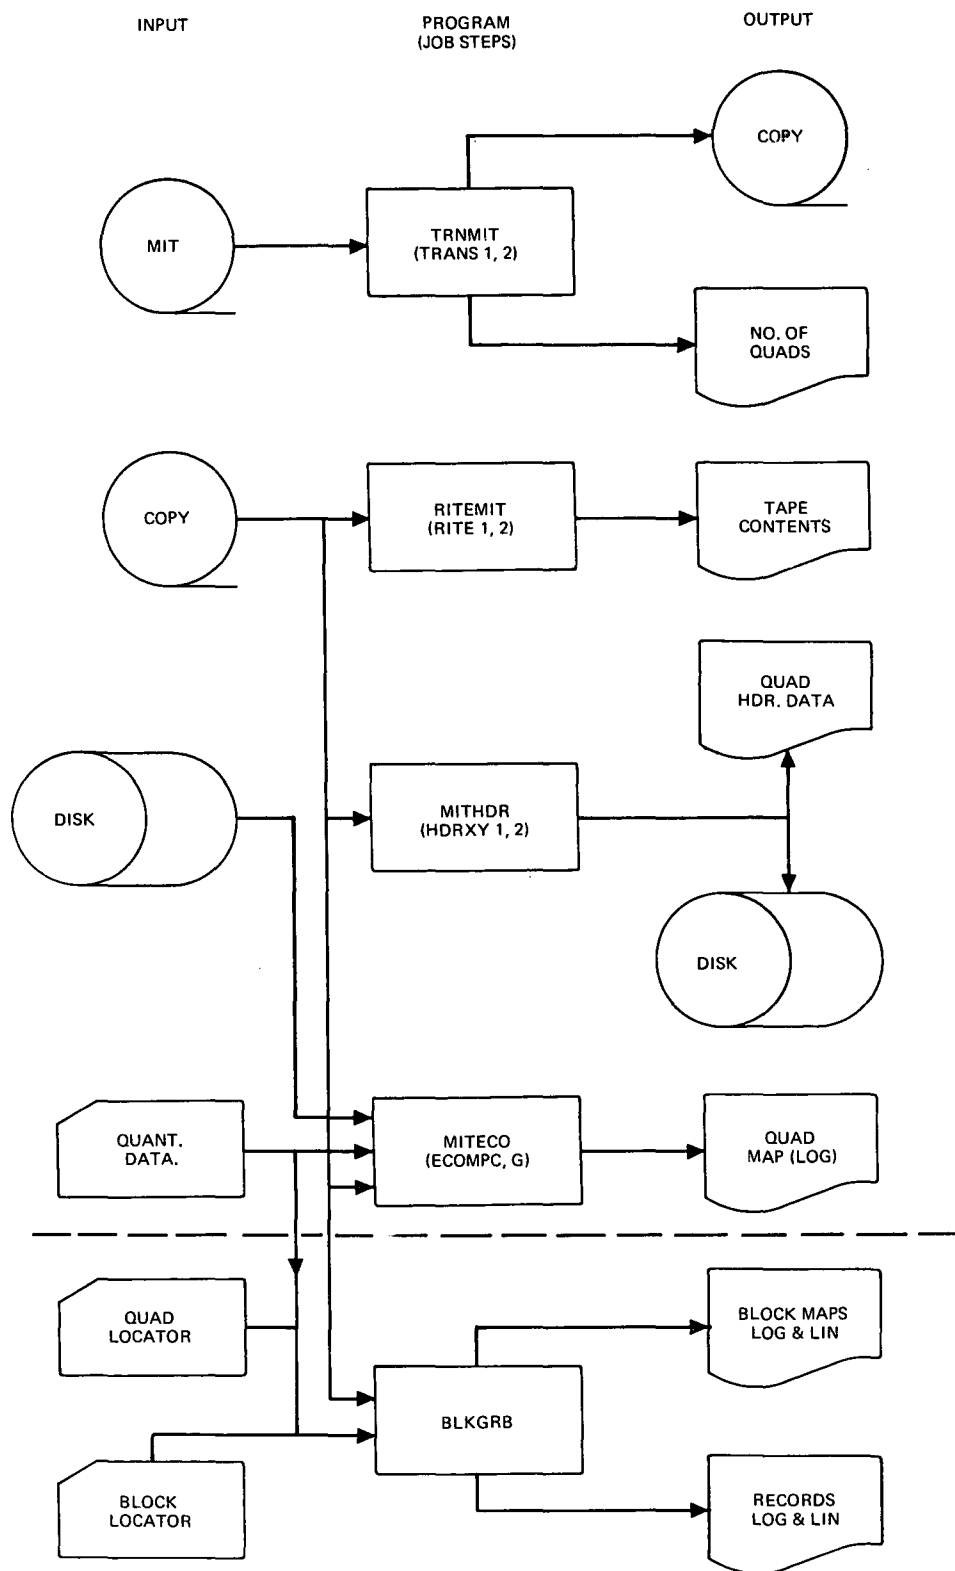 INPUT
PROGRAM
(JOB STEPS)
OUTPUT
COPY
MIT
TRNMIT
(TRANS 1, 2)
NO. OF
QUADS
COPY
RITEMIT
(RITE 1, 2)
TAPE
CONTENTS
QUAD
HDR. DATA
DISK
MITHDR
(HDRXY 1, 2)
DISK
QUANT.
DATA.
MITECO
(ECOMPC, G)
QUAD
MAP (LOG)
QUAD
LOCATOR
BLOCK MAPS
LOG & LIN
BLKGRB
BLOCK
LOCATOR
RECORDS
LOG & LIN